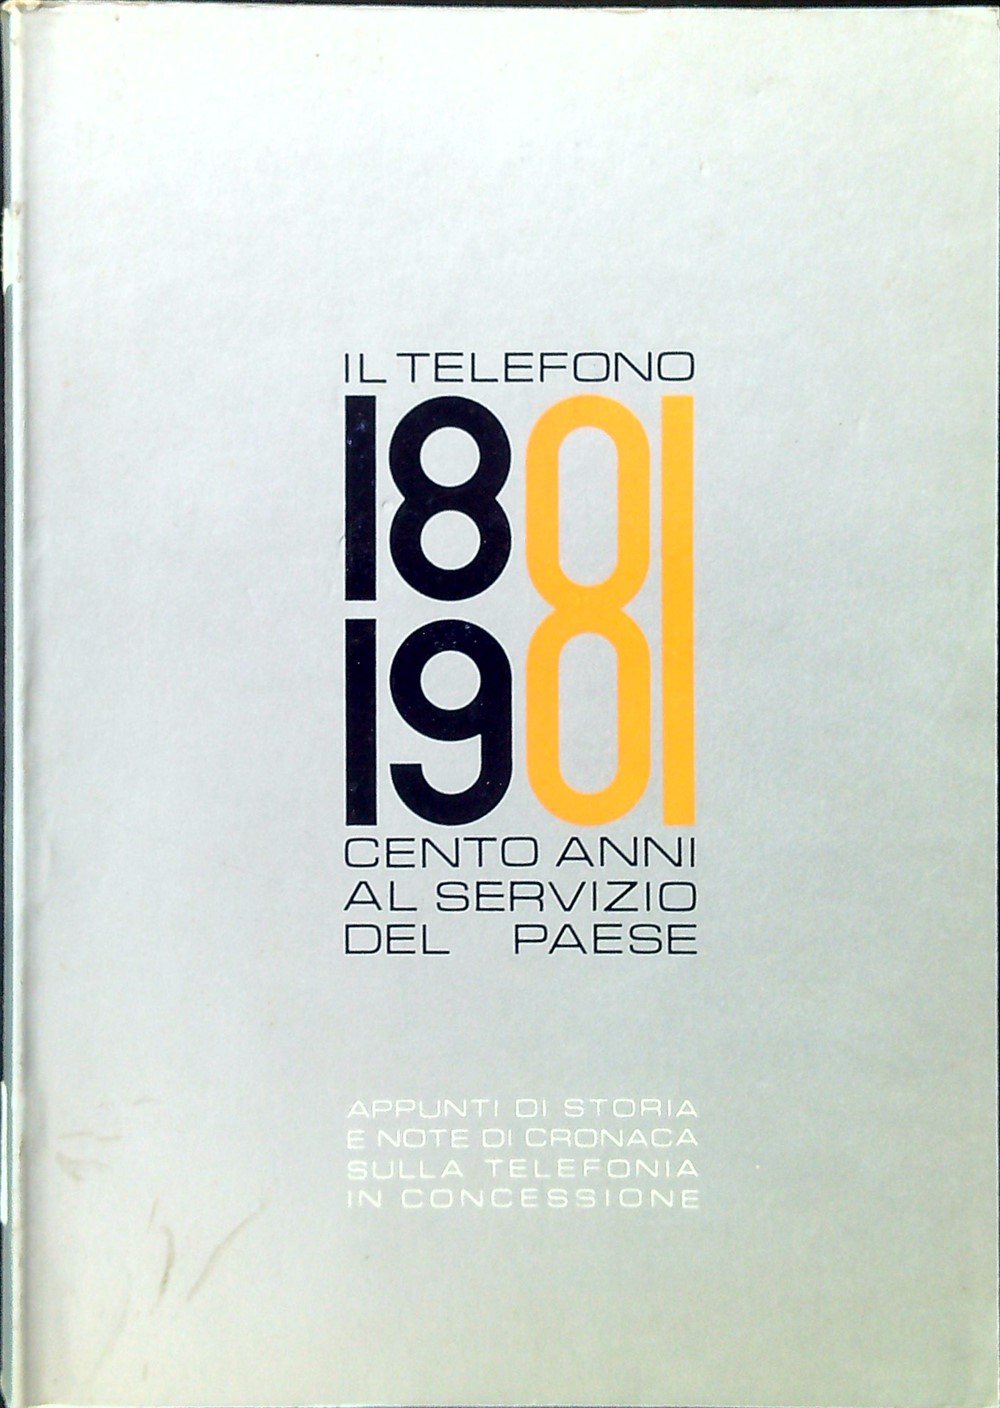 IL TELEFONO
1881
1981
CENTO ANNI
AL SERVIZIO
DEL PAESE
APPUNTI DI STORIA
E NOTE DI CRONACA
SULLA TELEFONIA
IN CONCESSIONE